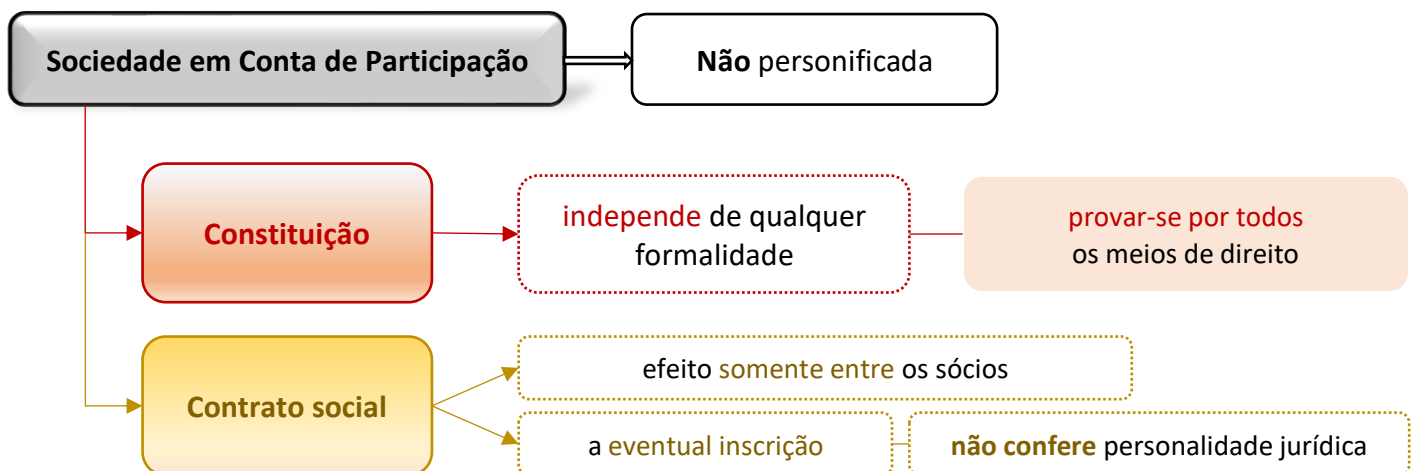 Sociedade em Conta de Participação
Não personificada
Constituição
independe de qualquer
formalidade
provar-se por todos
os meios de direito
Contrato social
efeito somente entre os sócios
a eventual inscrição
não confere personalidade jurídica